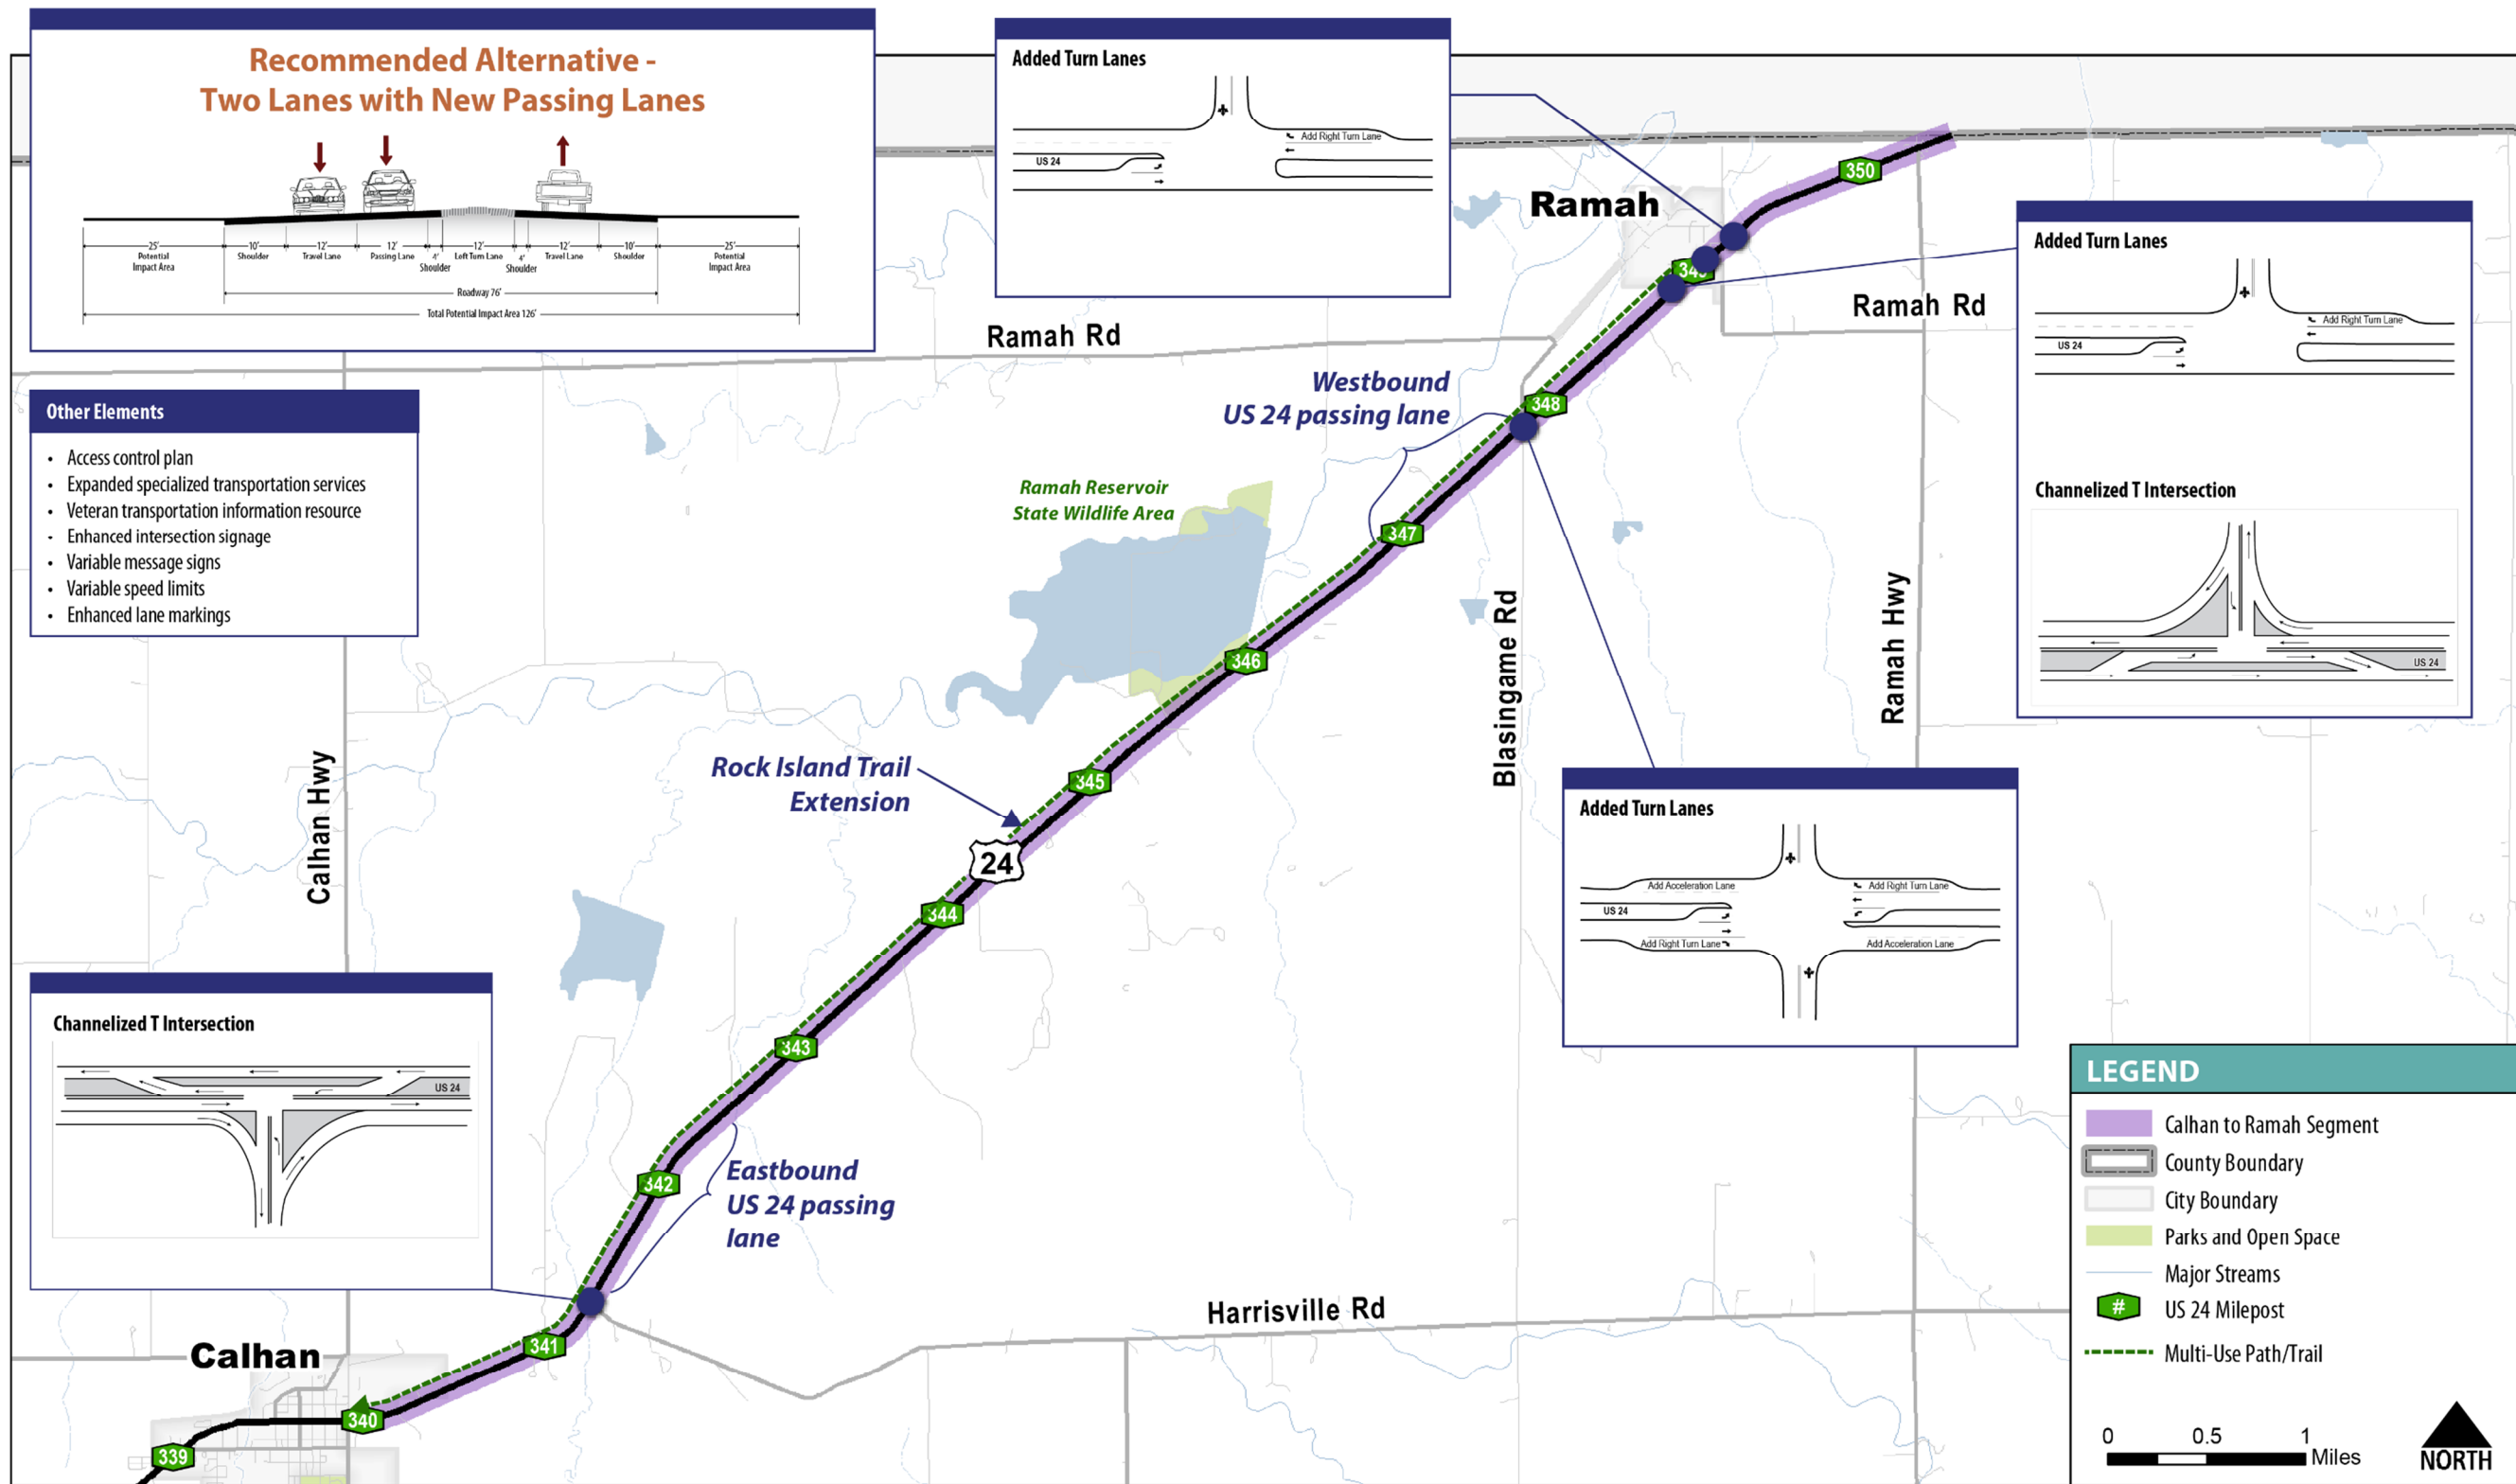 Recommended Alternative -
Two Lanes with New Passing Lanes
25' 10' 12' 12' 4' 12' 4' 12' 10' 25'
Potential Impact Area
Shoulder
Travel Lane
Passing Lane
Shoulder
Left Turn Lane
Shoulder
Travel Lane
Shoulder
Potential Impact Area
Roadway 76'
Total Potential Impact Area 126'
Added Turn Lanes
Add Right Turn Lane
US 24
Ramah
350
Added Turn Lanes
Add Right Turn Lane
US 24
Channelized T Intersection
US 24
Ramah Rd
Ramah Rd
Other Elements
• Access control plan
• Expanded specialized transportation services
• Veteran transportation information resource
• Enhanced intersection signage
• Variable message signs
• Variable speed limits
• Enhanced lane markings
Westbound
US 24 passing lane
348
347
Ramah Reservoir
State Wildlife Area
346
Blasingame Rd
Ramah Hwy
Calhan Hwy
Rock Island Trail
Extension
345
24
344
343
Added Turn Lanes
Add Acceleration Lane
Add Right Turn Lane
US 24
Add Right Turn Lane
Add Acceleration Lane
Channelized T Intersection
US 24
342
Eastbound
US 24 passing
lane
341
Harrisville Rd
Calhan
340
339
LEGEND
Calhan to Ramah Segment
County Boundary
City Boundary
Parks and Open Space
Major Streams
# US 24 Milepost
Multi-Use Path/Trail
0 0.5 1
Miles
NORTH